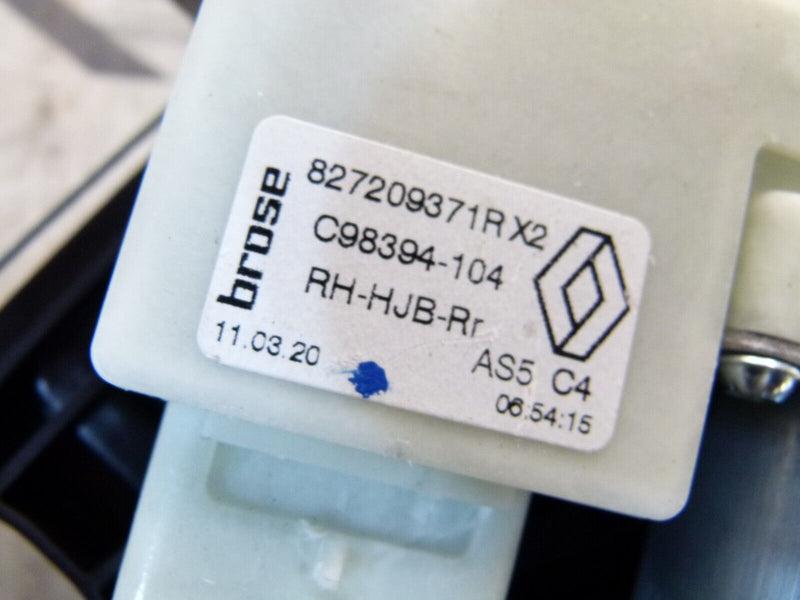 brose
827209371R X2
C98394-104
RH-HJB-Rr
11.03.20
AS5 C4
06:54:15